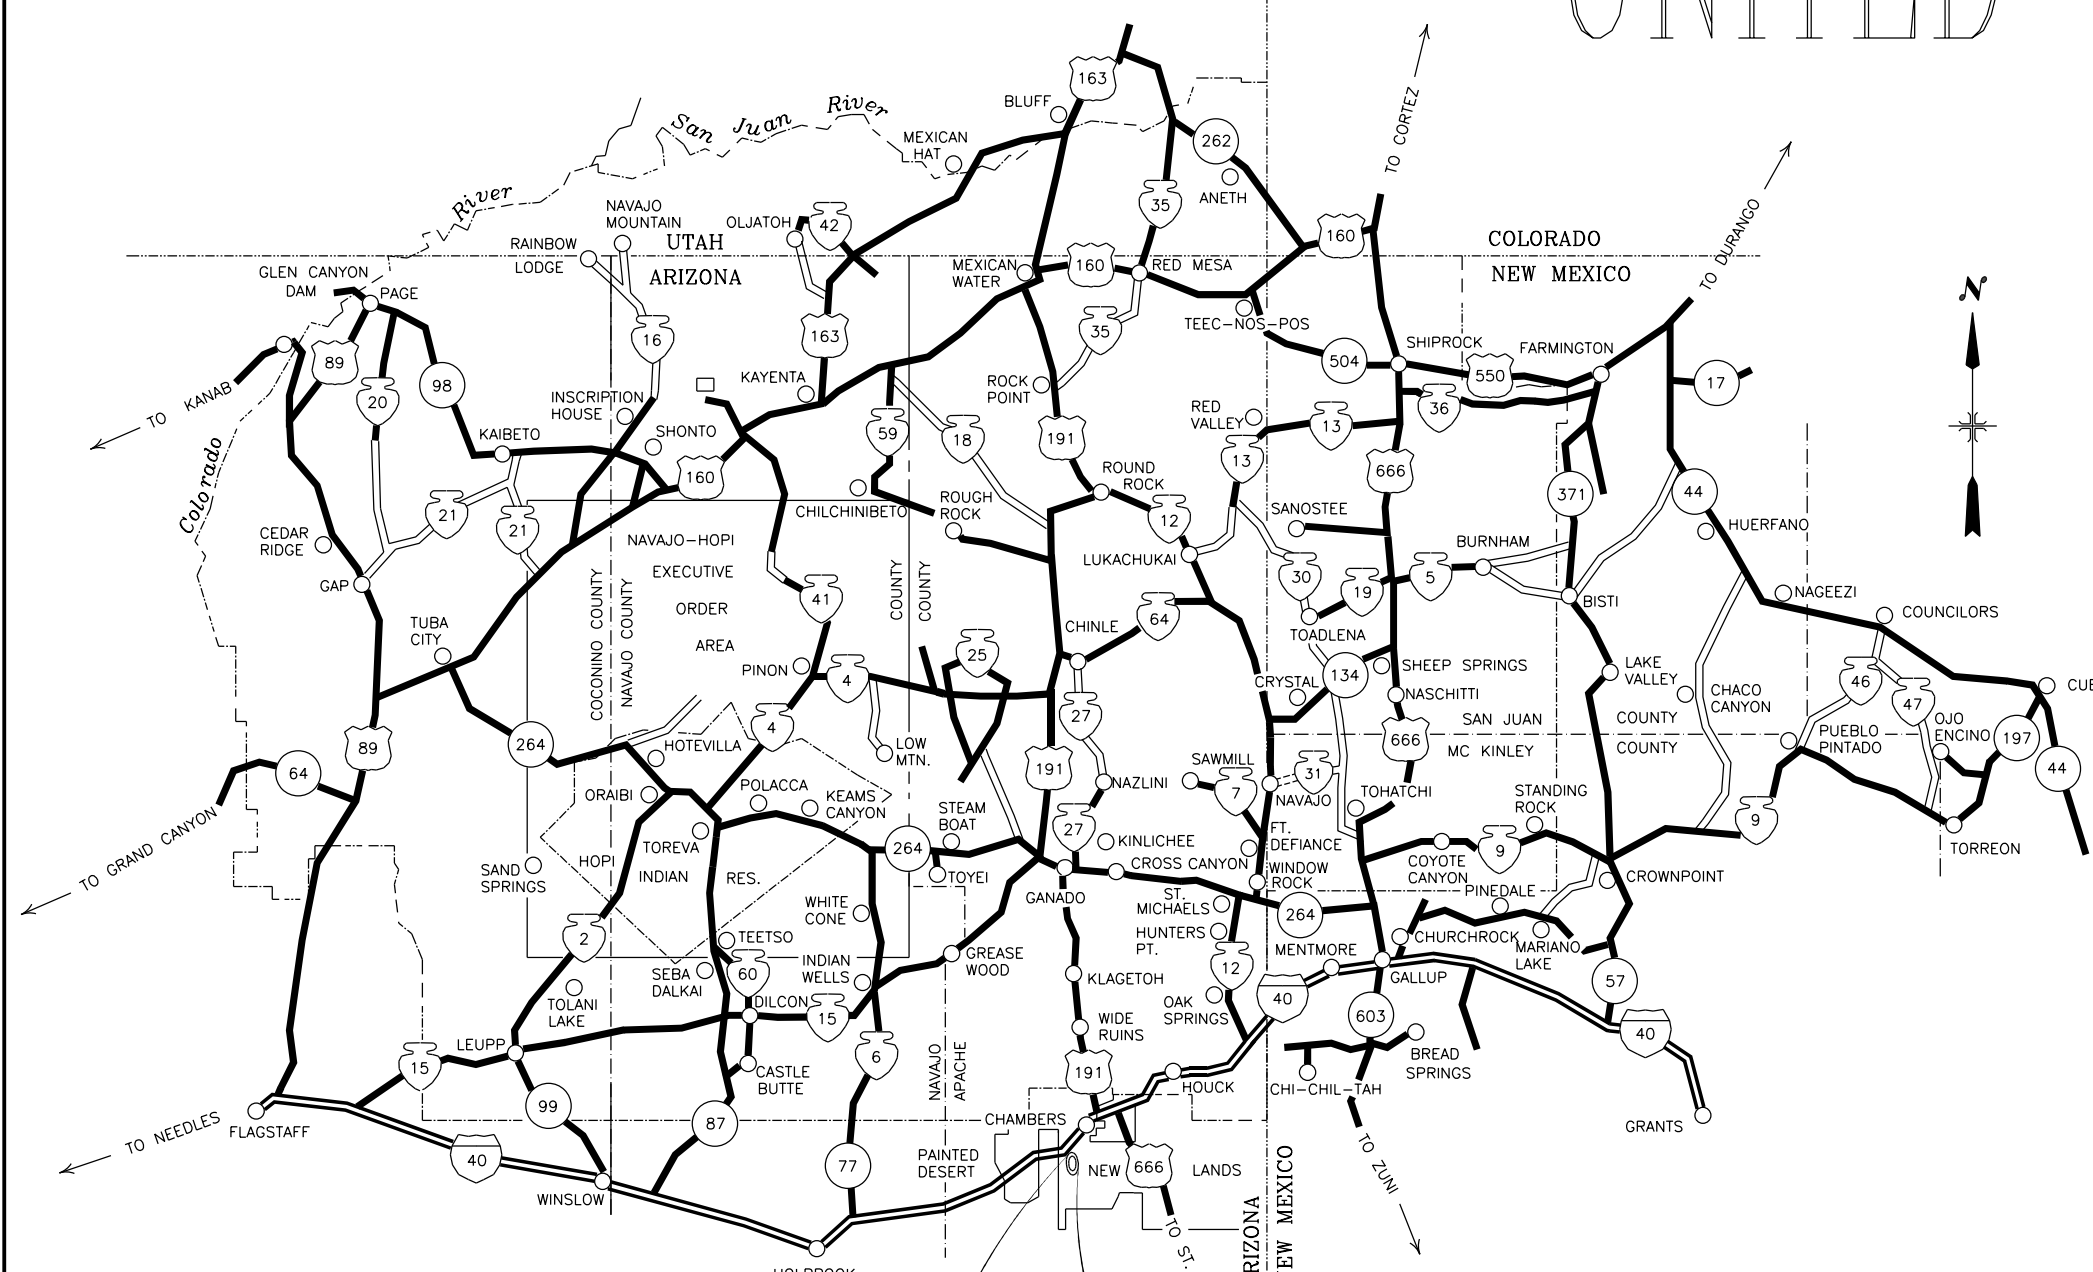 UNITED
163
BLUFF
TO CORTEZ
San Juan River
MEXICAN
HAT
262
ANETH
35
River
NAVAJO
MOUNTAIN
OLJATOH
42
160
TO DURANGO
RAINBOW
LODGE
UTAH
ARIZONA
COLORADO
NEW MEXICO
N
GLEN CANYON
DAM
PAGE
MEXICAN
WATER
160
RED MESA
TEEC-NOS-POS
16
163
35
89
98
20
TO KANAB
504
SHIPROCK
550
FARMINGTON
17
KAYENTA
ROCK
POINT
INSCRIPTION
HOUSE
RED
VALLEY
36
13
13
59
18
191
KAIBETO
SHONTO
160
666
Colorado
ROUND
ROCK
371
44
21
21
CHILCHINIBETO
ROUGH
ROCK
12
SANOSTEE
HUERFANO
CEDAR
RIDGE
NAVAJO-HOPI
EXECUTIVE
ORDER
AREA
BURNHAM
LUKACHUKAI
GAP
COCONINO COUNTY
NAVAJO COUNTY
COUNTY
COUNTY
41
30
19
5
BISTI
NAGEEZI
COUNCILORS
TUBA
CITY
64
CHINLE
TOADLENA
25
PINON
4
134
SHEEP SPRINGS
CRYSTAL
NASCHITTI
LAKE
VALLEY
CHACO
CANYON
46
47
CUB
264
4
27
SAN JUAN
COUNTY
MC KINLEY
COUNTY
666
PUEBLO
PINTADO
OJO
ENCINO
197
44
89
HOTEVILLA
LOW
MTN.
64
191
SAWMILL
7
31
NAVAJO
TOHATCHI
STANDING
ROCK
NAZLINI
TO GRAND CANYON
ORAIBI
POLACCA
KEAMS
CANYON
STEAM
BOAT
27
KINLICHEE
FT.
DEFIANCE
9
9
TORREON
TOREVA
264
TOYEI
CROSS CANYON
WINDOW
ROCK
COYOTE
CANYON
PINEDALE
CROWNPOINT
SAND
SPRINGS
HOPI
INDIAN
RES.
GANADO
ST.
MICHAELS
HUNTERS
PT.
264
WHITE
CONE
2
TEETSO
GREASE
WOOD
MENTMORE
CHURCHROCK
MARIANO
LAKE
SEBA
DALKAI
60
INDIAN
WELLS
KLAGETOH
12
40
GALLUP
57
TOLANI
LAKE
DILCON
15
OAK
SPRINGS
603
40
LEUPP
15
6
WIDE
RUINS
191
BREAD
SPRINGS
CASTLE
BUTTE
NAVAJO
APACHE
HOUCK
CHI-CHIL-TAH
99
87
CHAMBERS
GRANTS
FLAGSTAFF
TO NEEDLES
40
77
PAINTED
DESERT
NEW
666
LANDS
TO ZUNI
WINSLOW
TO ST.
ARIZONA
NEW MEXICO
HOLBROOK